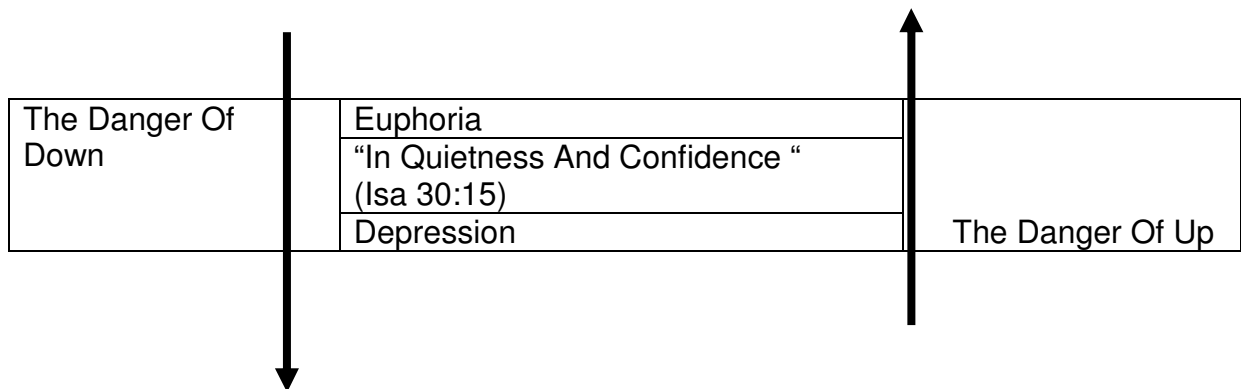 The Danger Of
Down
Euphoria
“In Quietness And Confidence “
(Isa 30:15)
Depression
The Danger Of Up